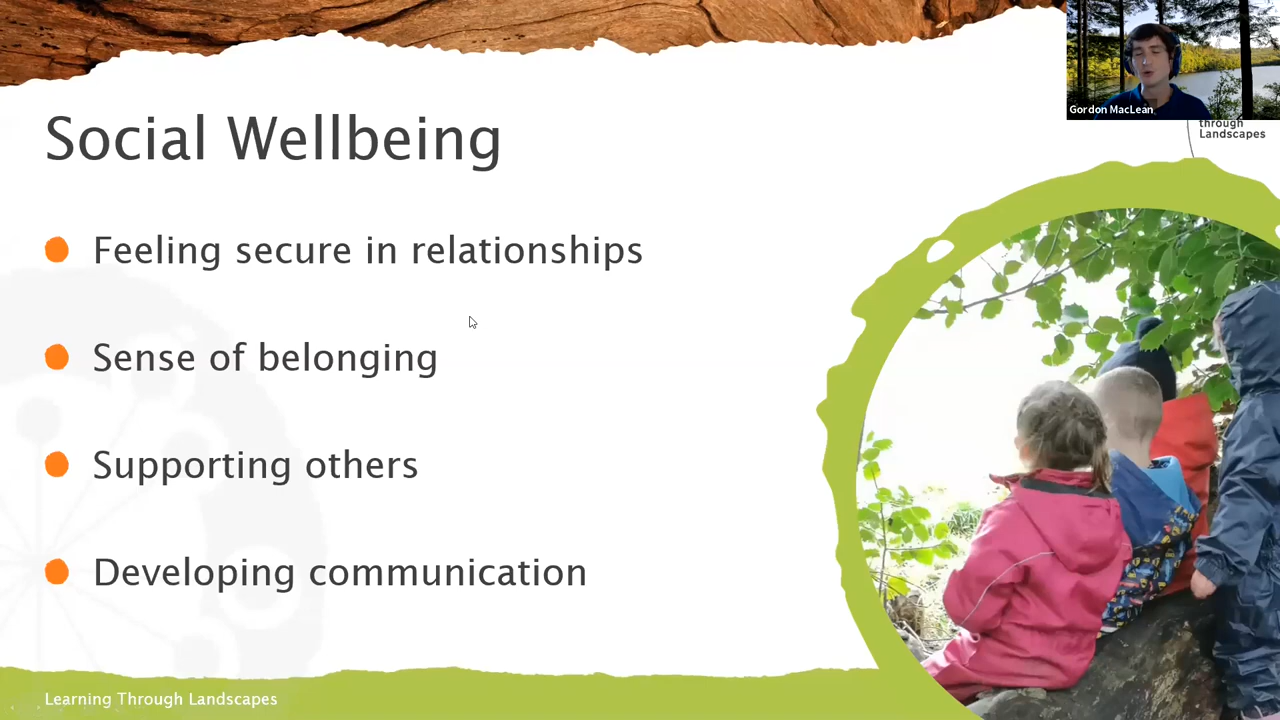 Gordon MacLean
through
Landscapes
Social Wellbeing
Feeling secure in relationships
Sense of belonging
Supporting others
Developing communication
Learning Through Landscapes